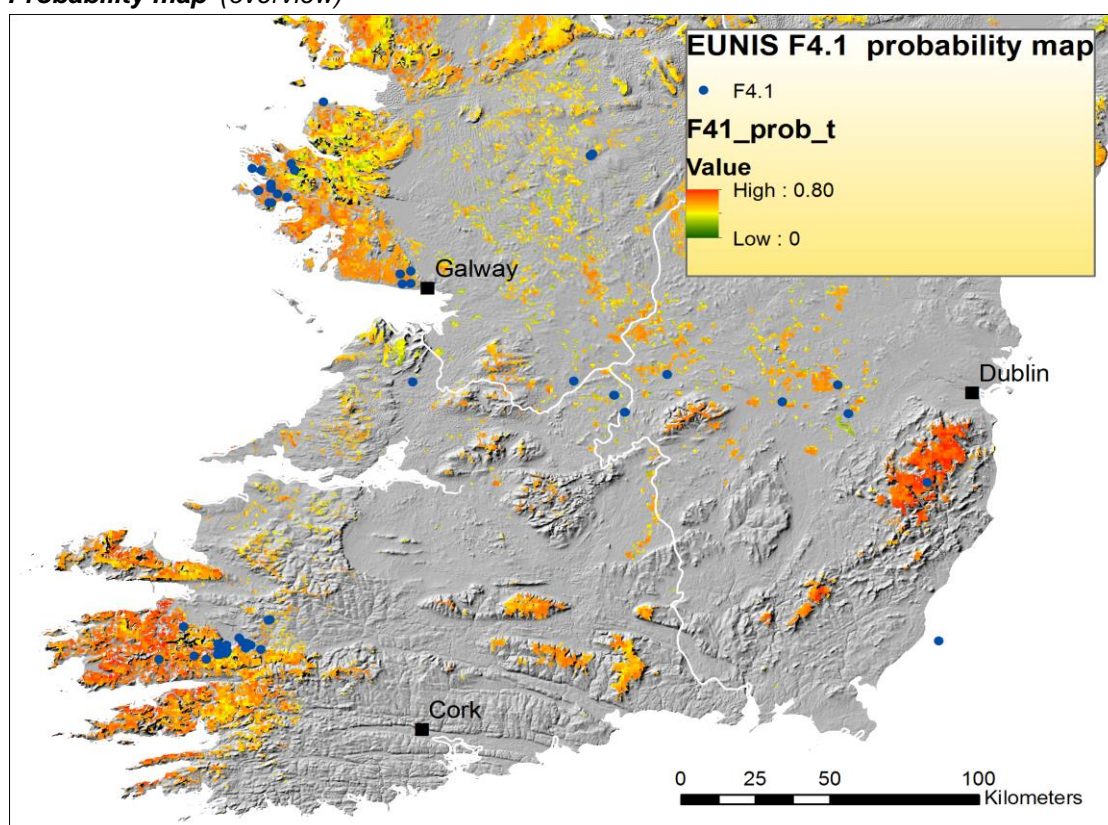 Probability map (overview)
EUNIS F4.1 probability map
F4.1
F41_prob_t
Value
High : 0.80
Low : 0
Galway
Dublin
Cork
0 25 50 100
Kilometers